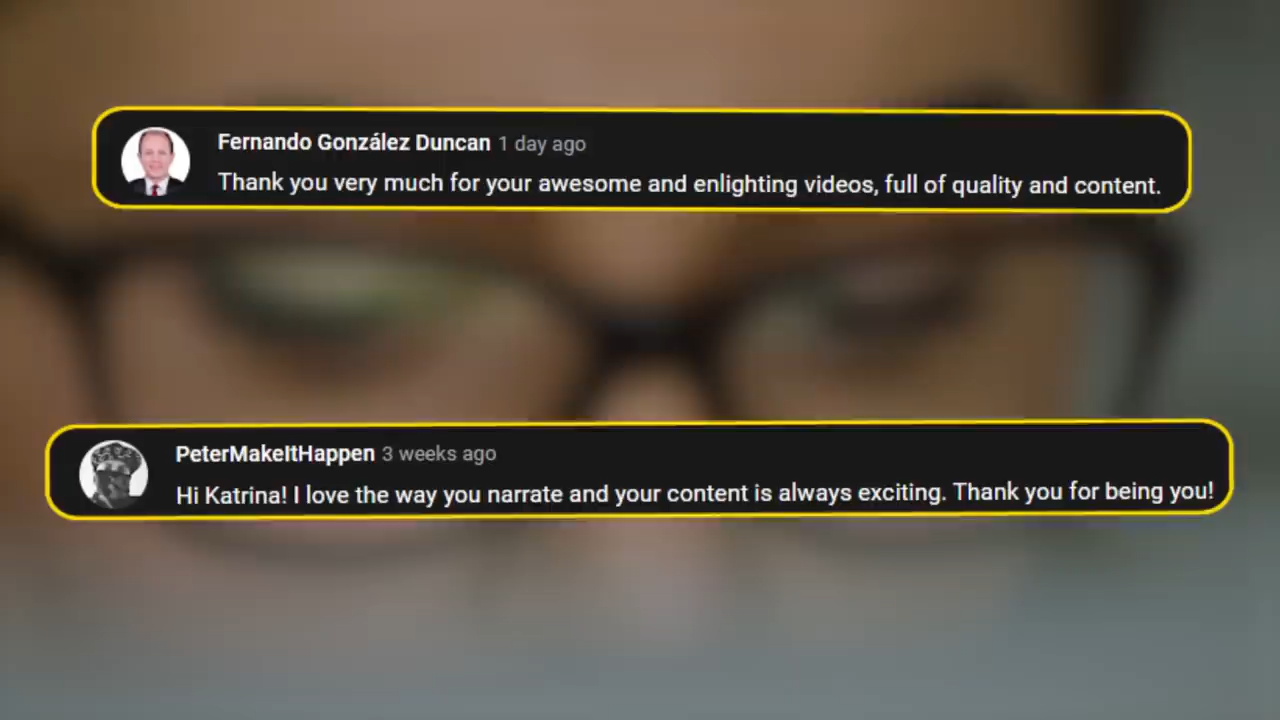 Fernando González Duncan 1 day ago
Thank you very much for your awesome and enlighting videos, full of quality and content.
PeterMakeItHappen 3 weeks ago
Hi Katrina! I love the way you narrate and your content is always exciting. Thank you for being you!